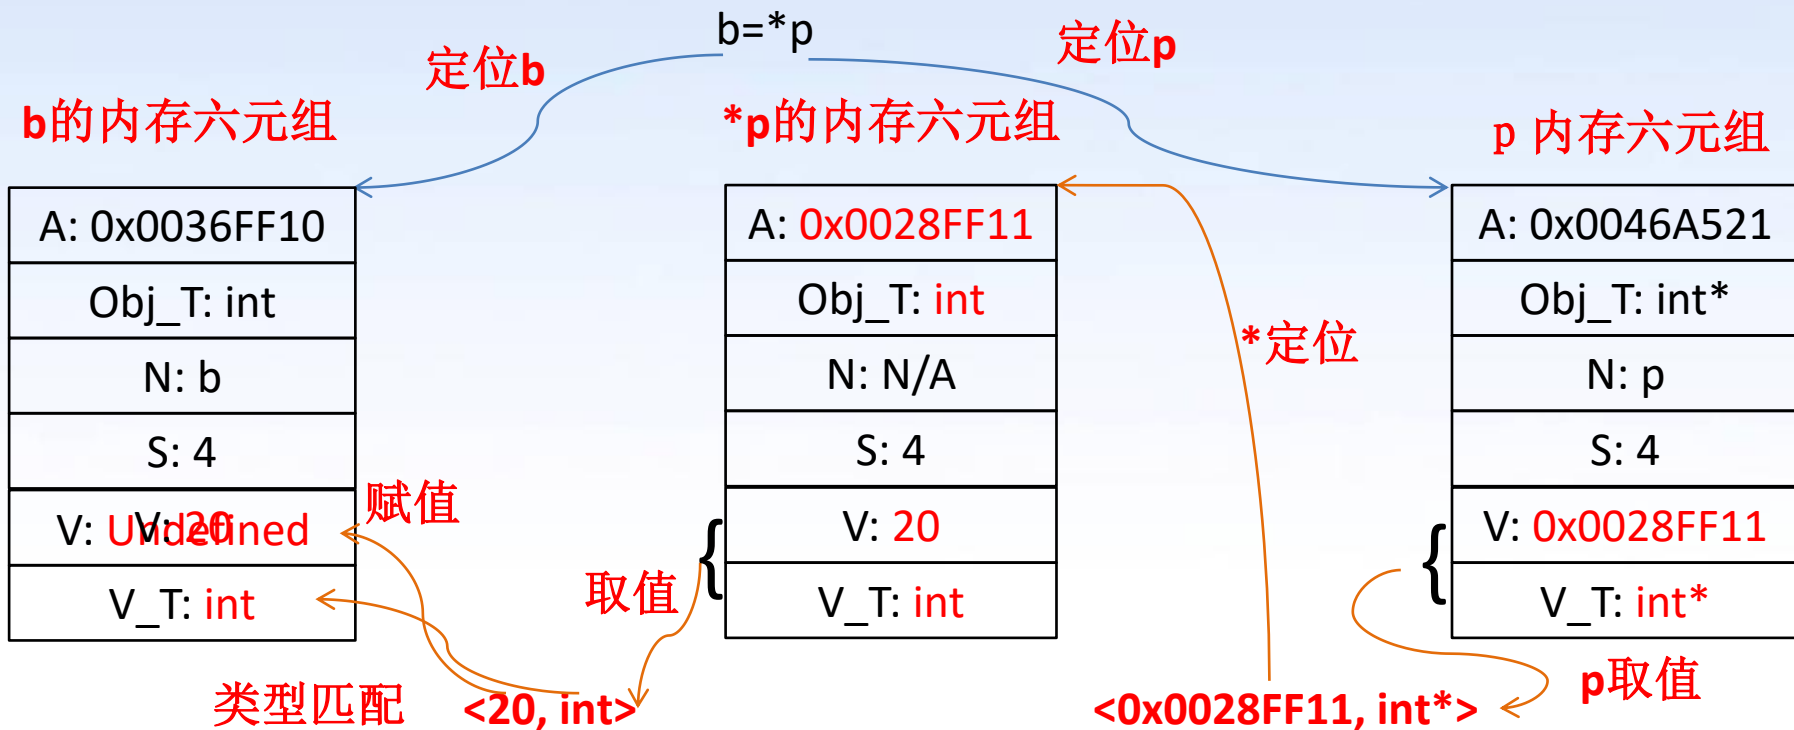 b=*p
定位b
定位p
b的内存六元组
*p的内存六元组
p 内存六元组
A: 0x0036FF10
Obj_T: int
N: b
S: 4
V: Undefined
V: 20
V_T: int
赋值
类型匹配
<20, int>
取值
A: 0x0028FF11
Obj_T: int
N: N/A
S: 4
V: 20
V_T: int
*定位
<0x0028FF11, int*>
A: 0x0046A521
Obj_T: int*
N: p
S: 4
V: 0x0028FF11
V_T: int*
p取值